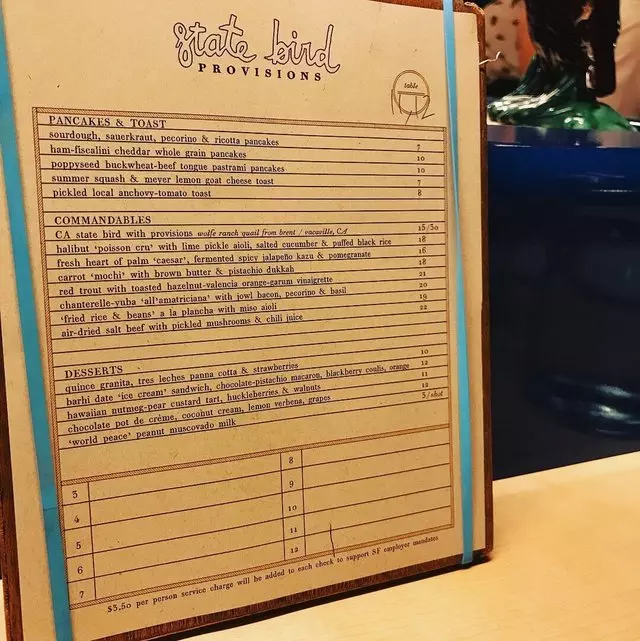 state bird
PROVISIONS
table
PANCAKES & TOAST
sourdough, sauerkraut, pecorino & ricotta pancakes 7
ham-fiscalini cheddar whole grain pancakes 10
poppyseed buckwheat-beef tongue pastrami pancakes 10
summer squash & meyer lemon goat cheese toast 7
pickled local anchovy-tomato toast 8
COMMANDABLES
CA state bird with provisions wolfe ranch quail from brent / vacaville, CA 15/30
halibut 'poisson cru' with lime pickle aioli, salted cucumber & puffed black rice 18
fresh heart of palm 'caesar', fermented spicy jalapeño kazu & pomegranate 16
carrot 'mochi' with brown butter & pistachio dukkah 18
red trout with toasted hazelnut-valencia orange-garum vinaigrette 21
chanterelle-yuba 'all'amatriciana' with jowl bacon, pecorino & basil 20
'fried rice & beans' a la plancha with miso aioli 19
air-dried salt beef with pickled mushrooms & chili juice 22
DESSERTS
quince granita, tres leches panna cotta & strawberries 10
barhi date 'ice cream' sandwich, chocolate-pistachio macaron, blackberry coulis, orange 12
hawaiian nutmeg-pear custard tart, huckleberries & walnuts 11
chocolate pot de crème, coconut cream, lemon verbena, grapes 12
'world peace' peanut muscovado milk 5/shot
3 8
4 9
5 10
6 11
7 12
$3.50 per person service charge will be added to each check to support SF employer mandates